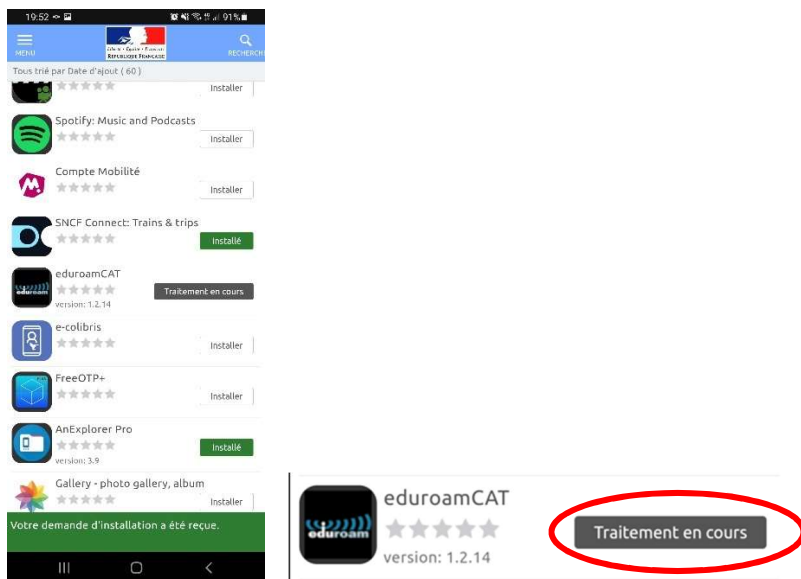 19:52
91%
MENU
RECHERCH
RÉPUBLIQUE FRANÇAISE
Tous trié par Date d'ajout ( 60 )
Installer
Spotify: Music and Podcasts
Installer
Compte Mobilité
Installer
SNCF Connect: Trains & trips
Installé
eduroamCAT
eduroam
Traitement en cours
version: 1.2.14
e-colibris
Installer
FreeOTP+
Installer
AnExplorer Pro
Installé
version: 3.9
Gallery - photo gallery, album
Installer
Votre demande d'installation a été reçue.
eduroamCAT
eduroam
Traitement en cours
version: 1.2.14